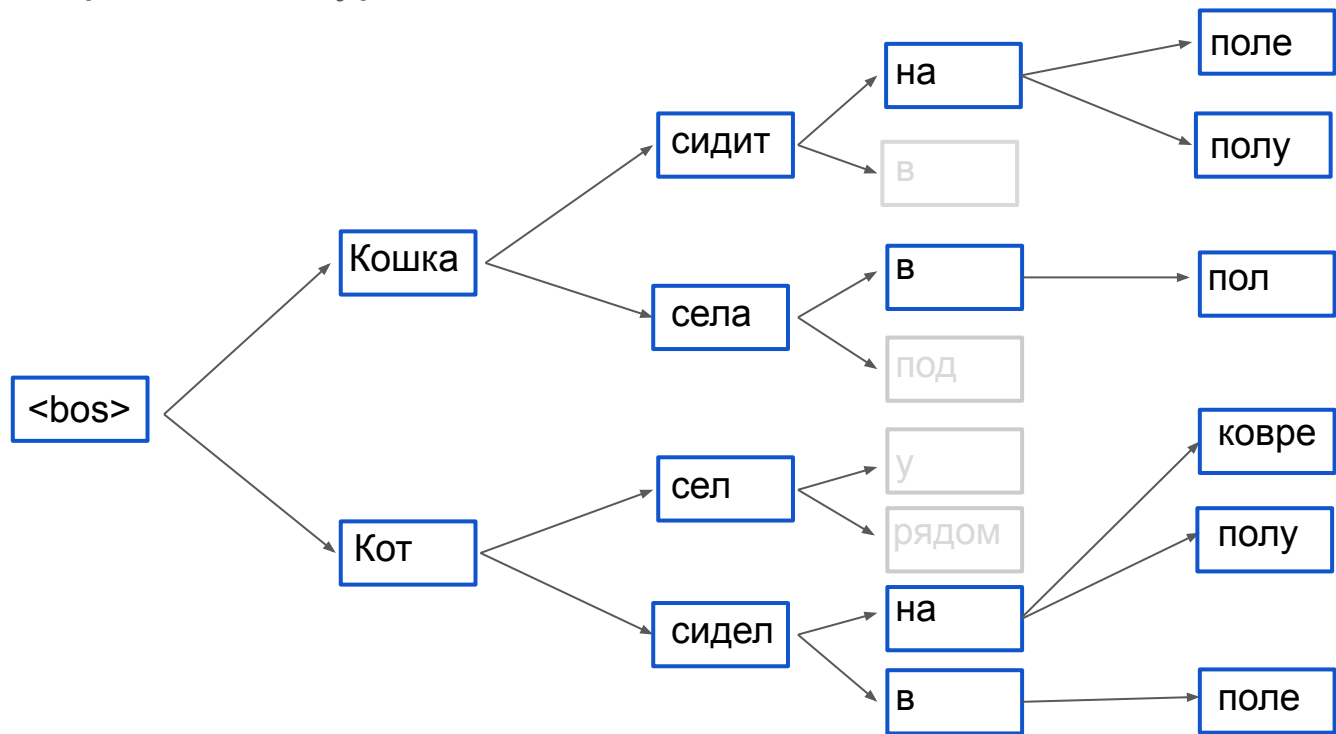 <bos>
Кошка
Кот
сидит
села
сел
сидел
на
в
в
под
у
рядом
на
в
поле
полу
пол
ковре
полу
поле